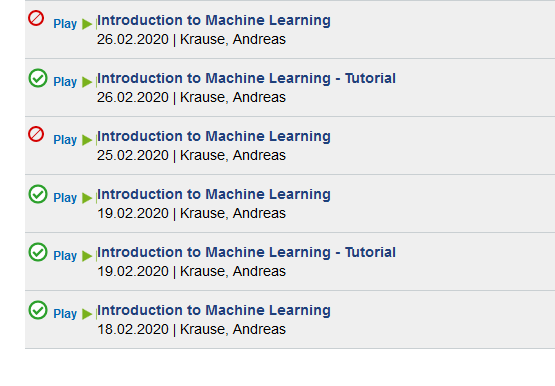 Play Introduction to Machine Learning
26.02.2020 | Krause, Andreas
Play Introduction to Machine Learning - Tutorial
26.02.2020 | Krause, Andreas
Play Introduction to Machine Learning
25.02.2020 | Krause, Andreas
Play Introduction to Machine Learning
19.02.2020 | Krause, Andreas
Play Introduction to Machine Learning - Tutorial
19.02.2020 | Krause, Andreas
Play Introduction to Machine Learning
18.02.2020 | Krause, Andreas